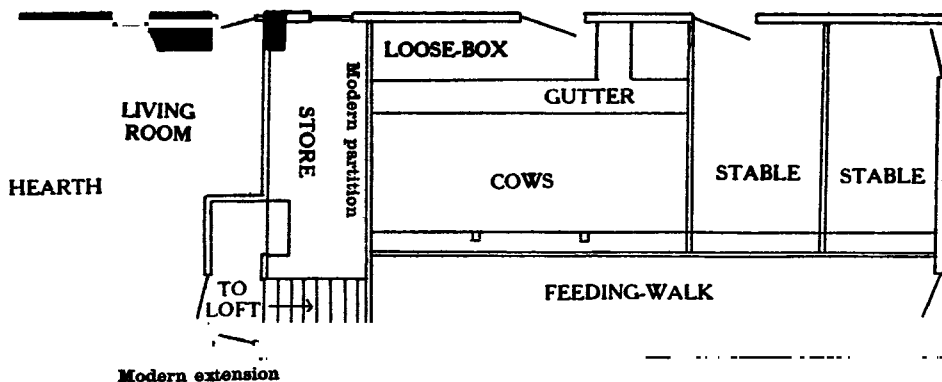 LOOSE-BOX
GUTTER
LIVING
ROOM
STORE
Modern partition
HEARTH
COWS
STABLE
STABLE
TO
LOFT
FEEDING-WALK
Modern extension